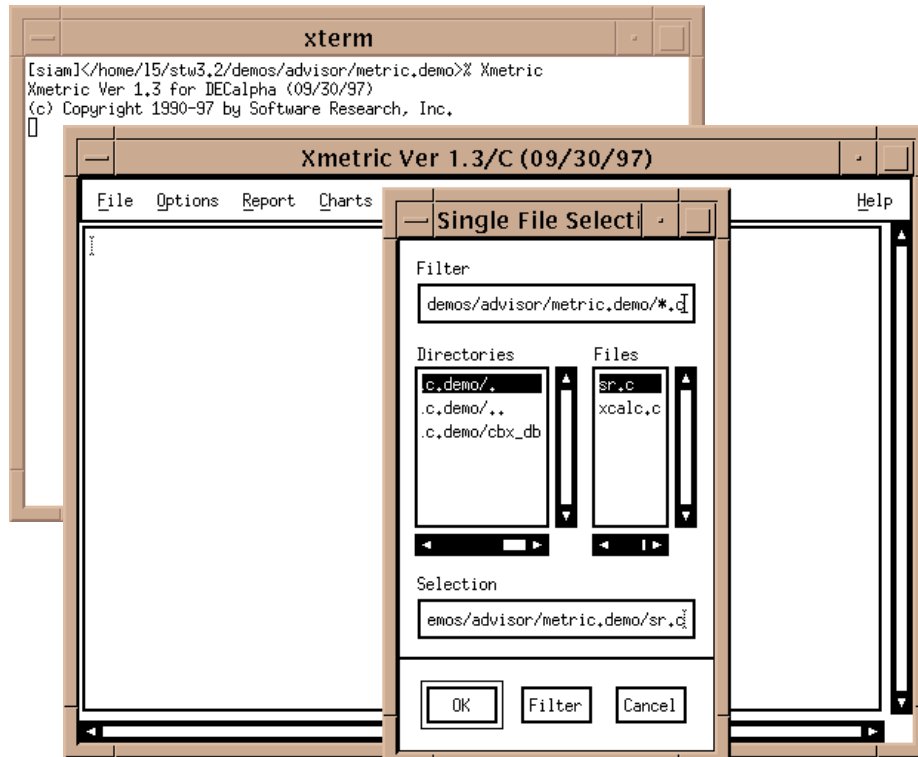 xterm
[siam]</home/l5/stw3.2/demos/advisor/metric.demo>% Xmetric
Xmetric Ver 1.3 for DECalpha (09/30/97)
(c) Copyright 1990-97 by Software Research, Inc.
Xmetric Ver 1.3/C (09/30/97)
File Options Report Charts Help
Single File Selecti
Filter
demos/advisor/metric.demo/*.c
Directories Files
.c.demo/. sr.c
.c.demo/.. xcalc.c
.c.demo/cbx_db
Selection
emos/advisor/metric.demo/sr.c
OK Filter Cancel